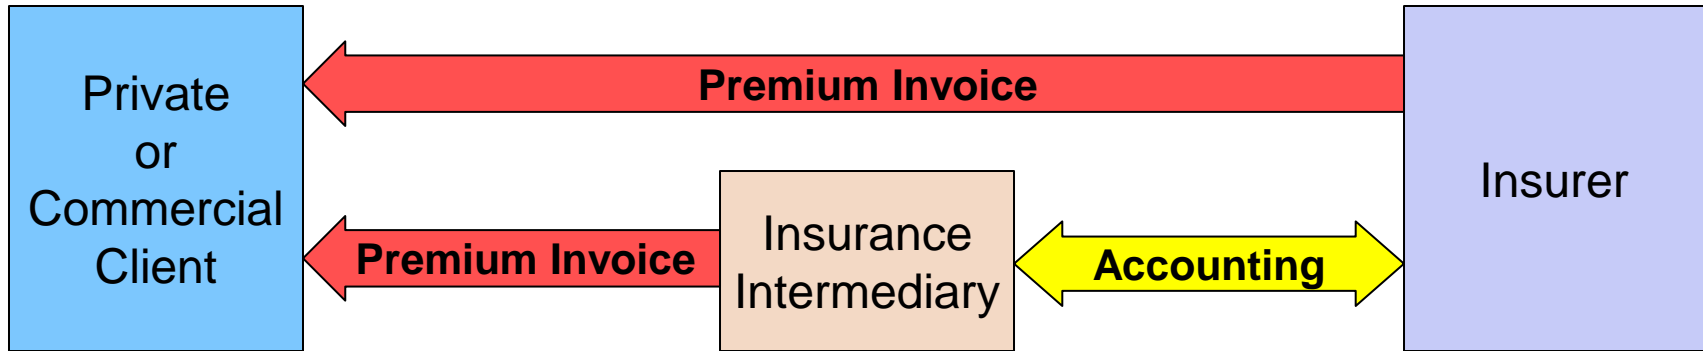 Private
or
Commercial
Client
Premium Invoice
Insurer
Premium Invoice
Insurance
Intermediary
Accounting